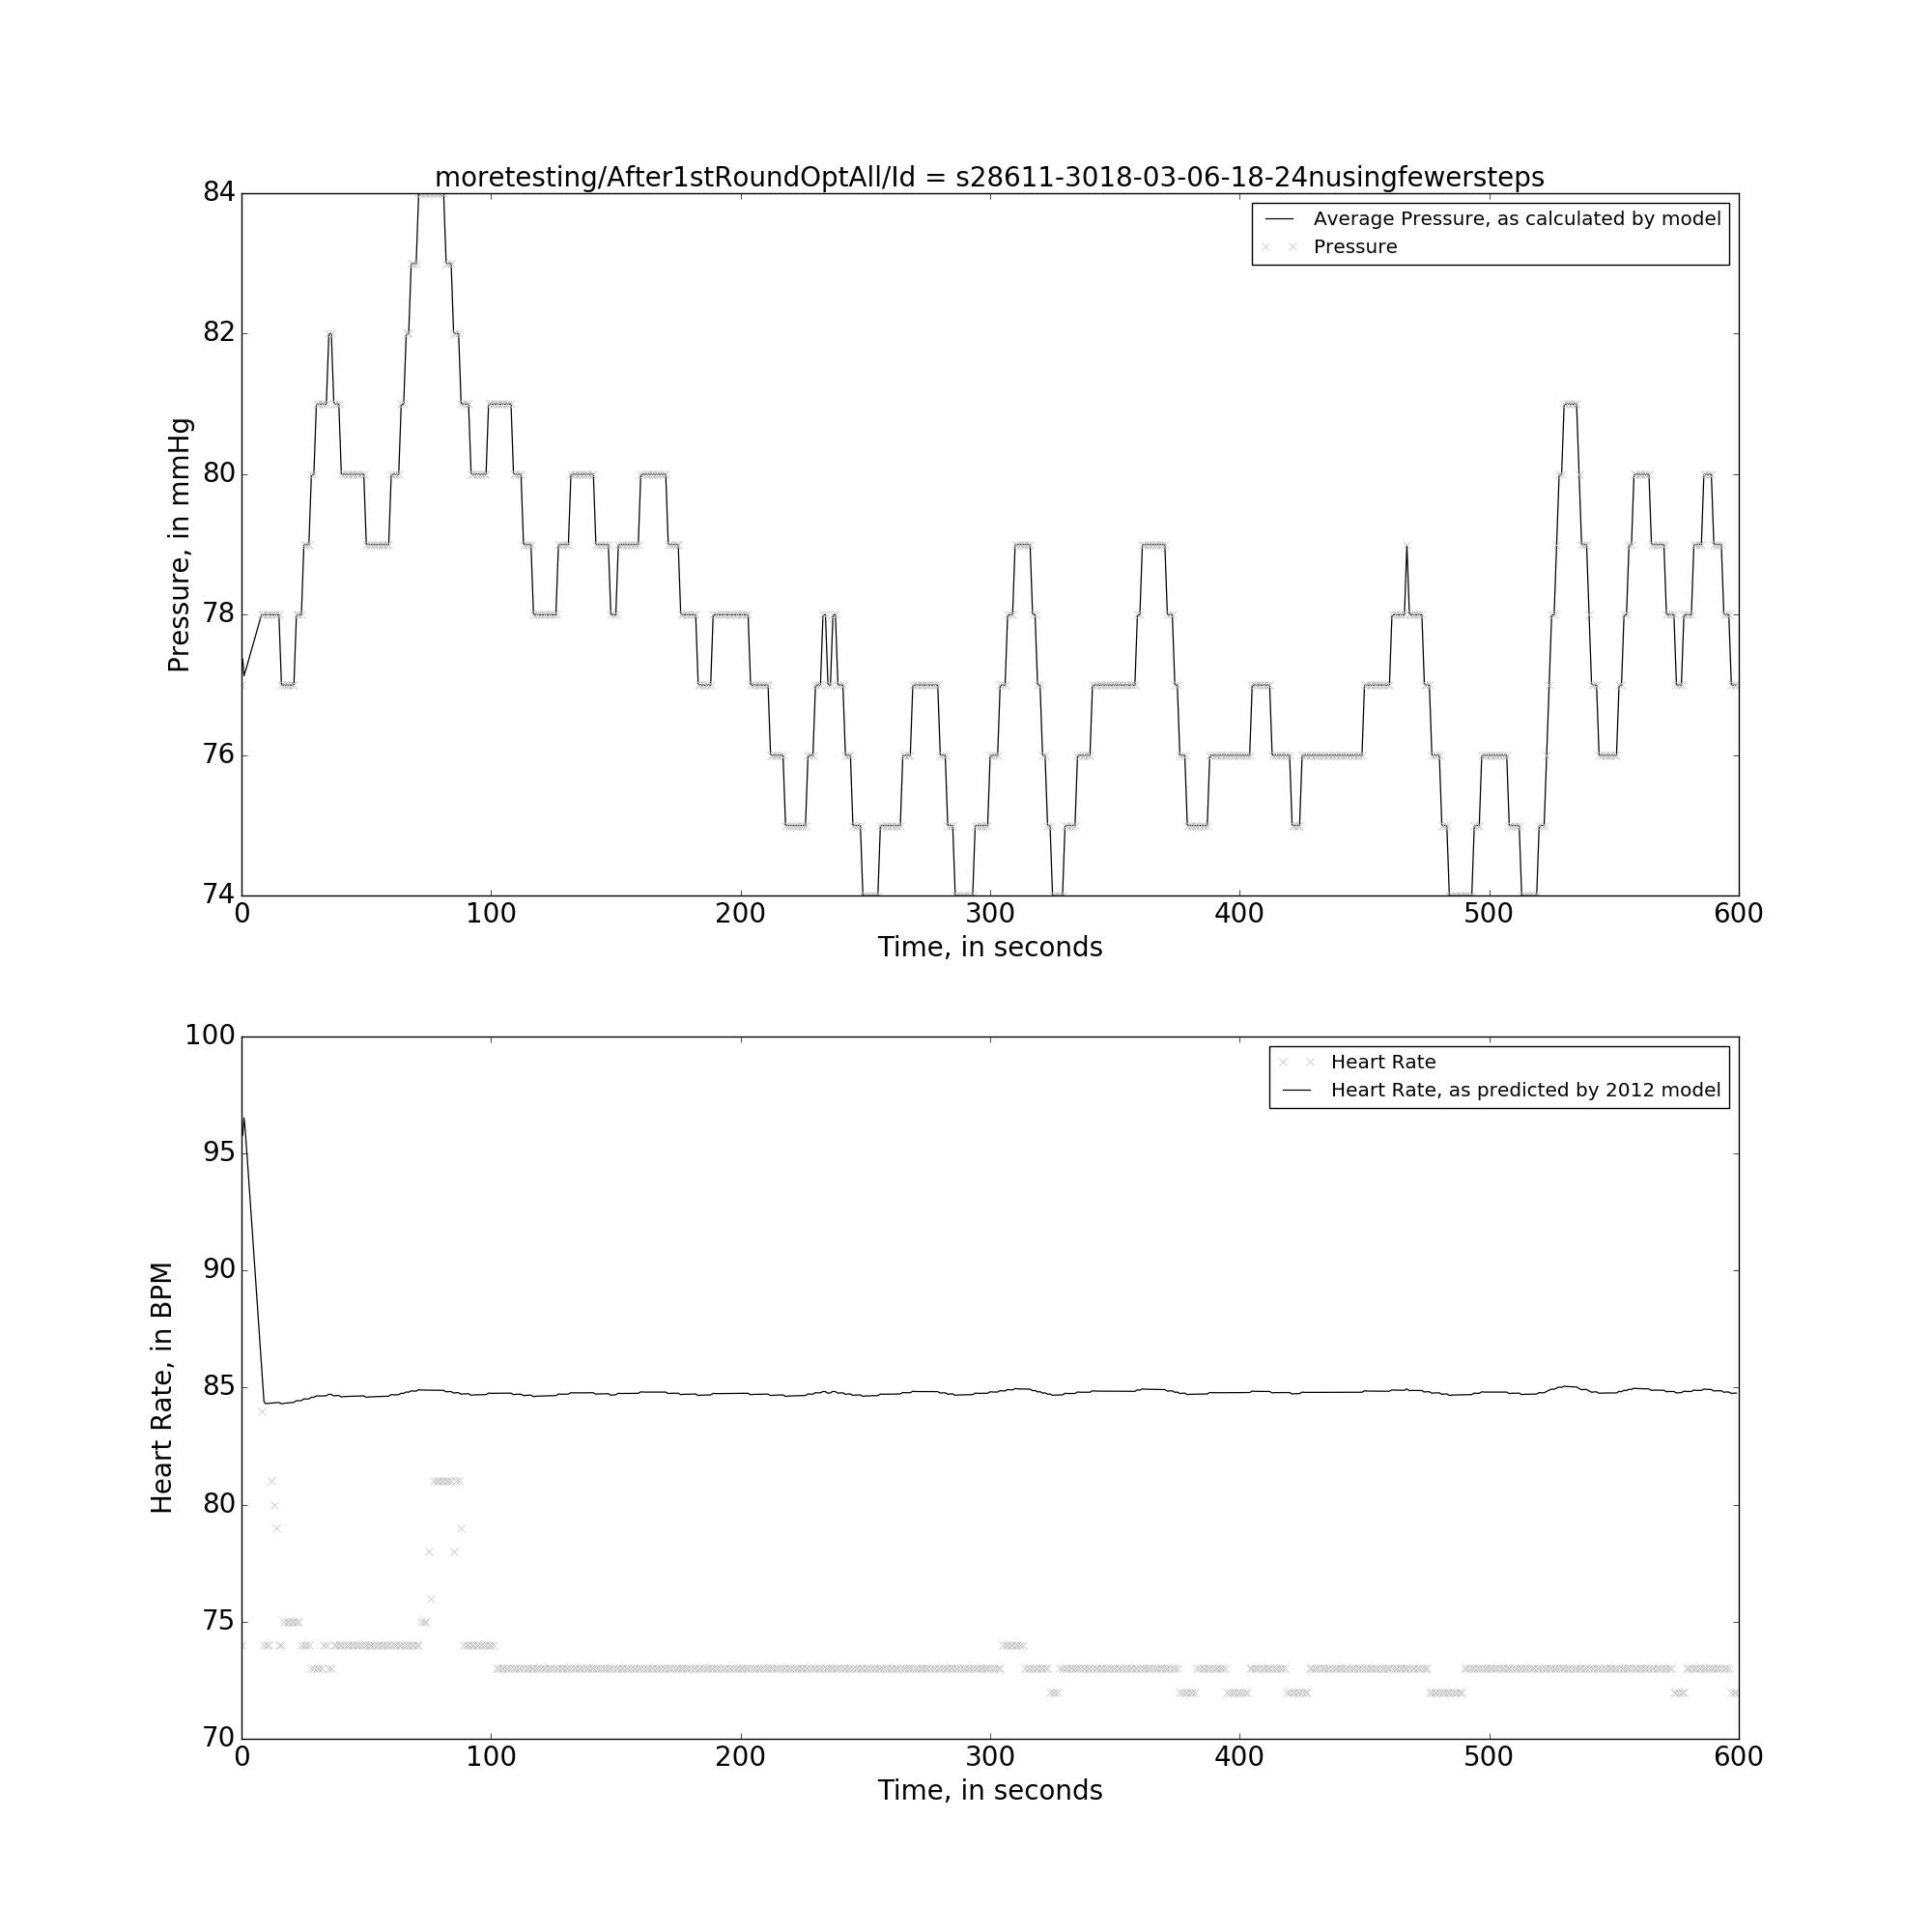 moretesting/After1stRoundOptAll/Id = s28611-3018-03-06-18-24nusingfewersteps
84
82
80
78
76
74
Pressure, in mmHg
Average Pressure, as calculated by model
Pressure
0 100 200 300 400 500 600
Time, in seconds
100
95
90
85
80
75
70
Heart Rate, in BPM
Heart Rate
Heart Rate, as predicted by 2012 model
0 100 200 300 400 500 600
Time, in seconds